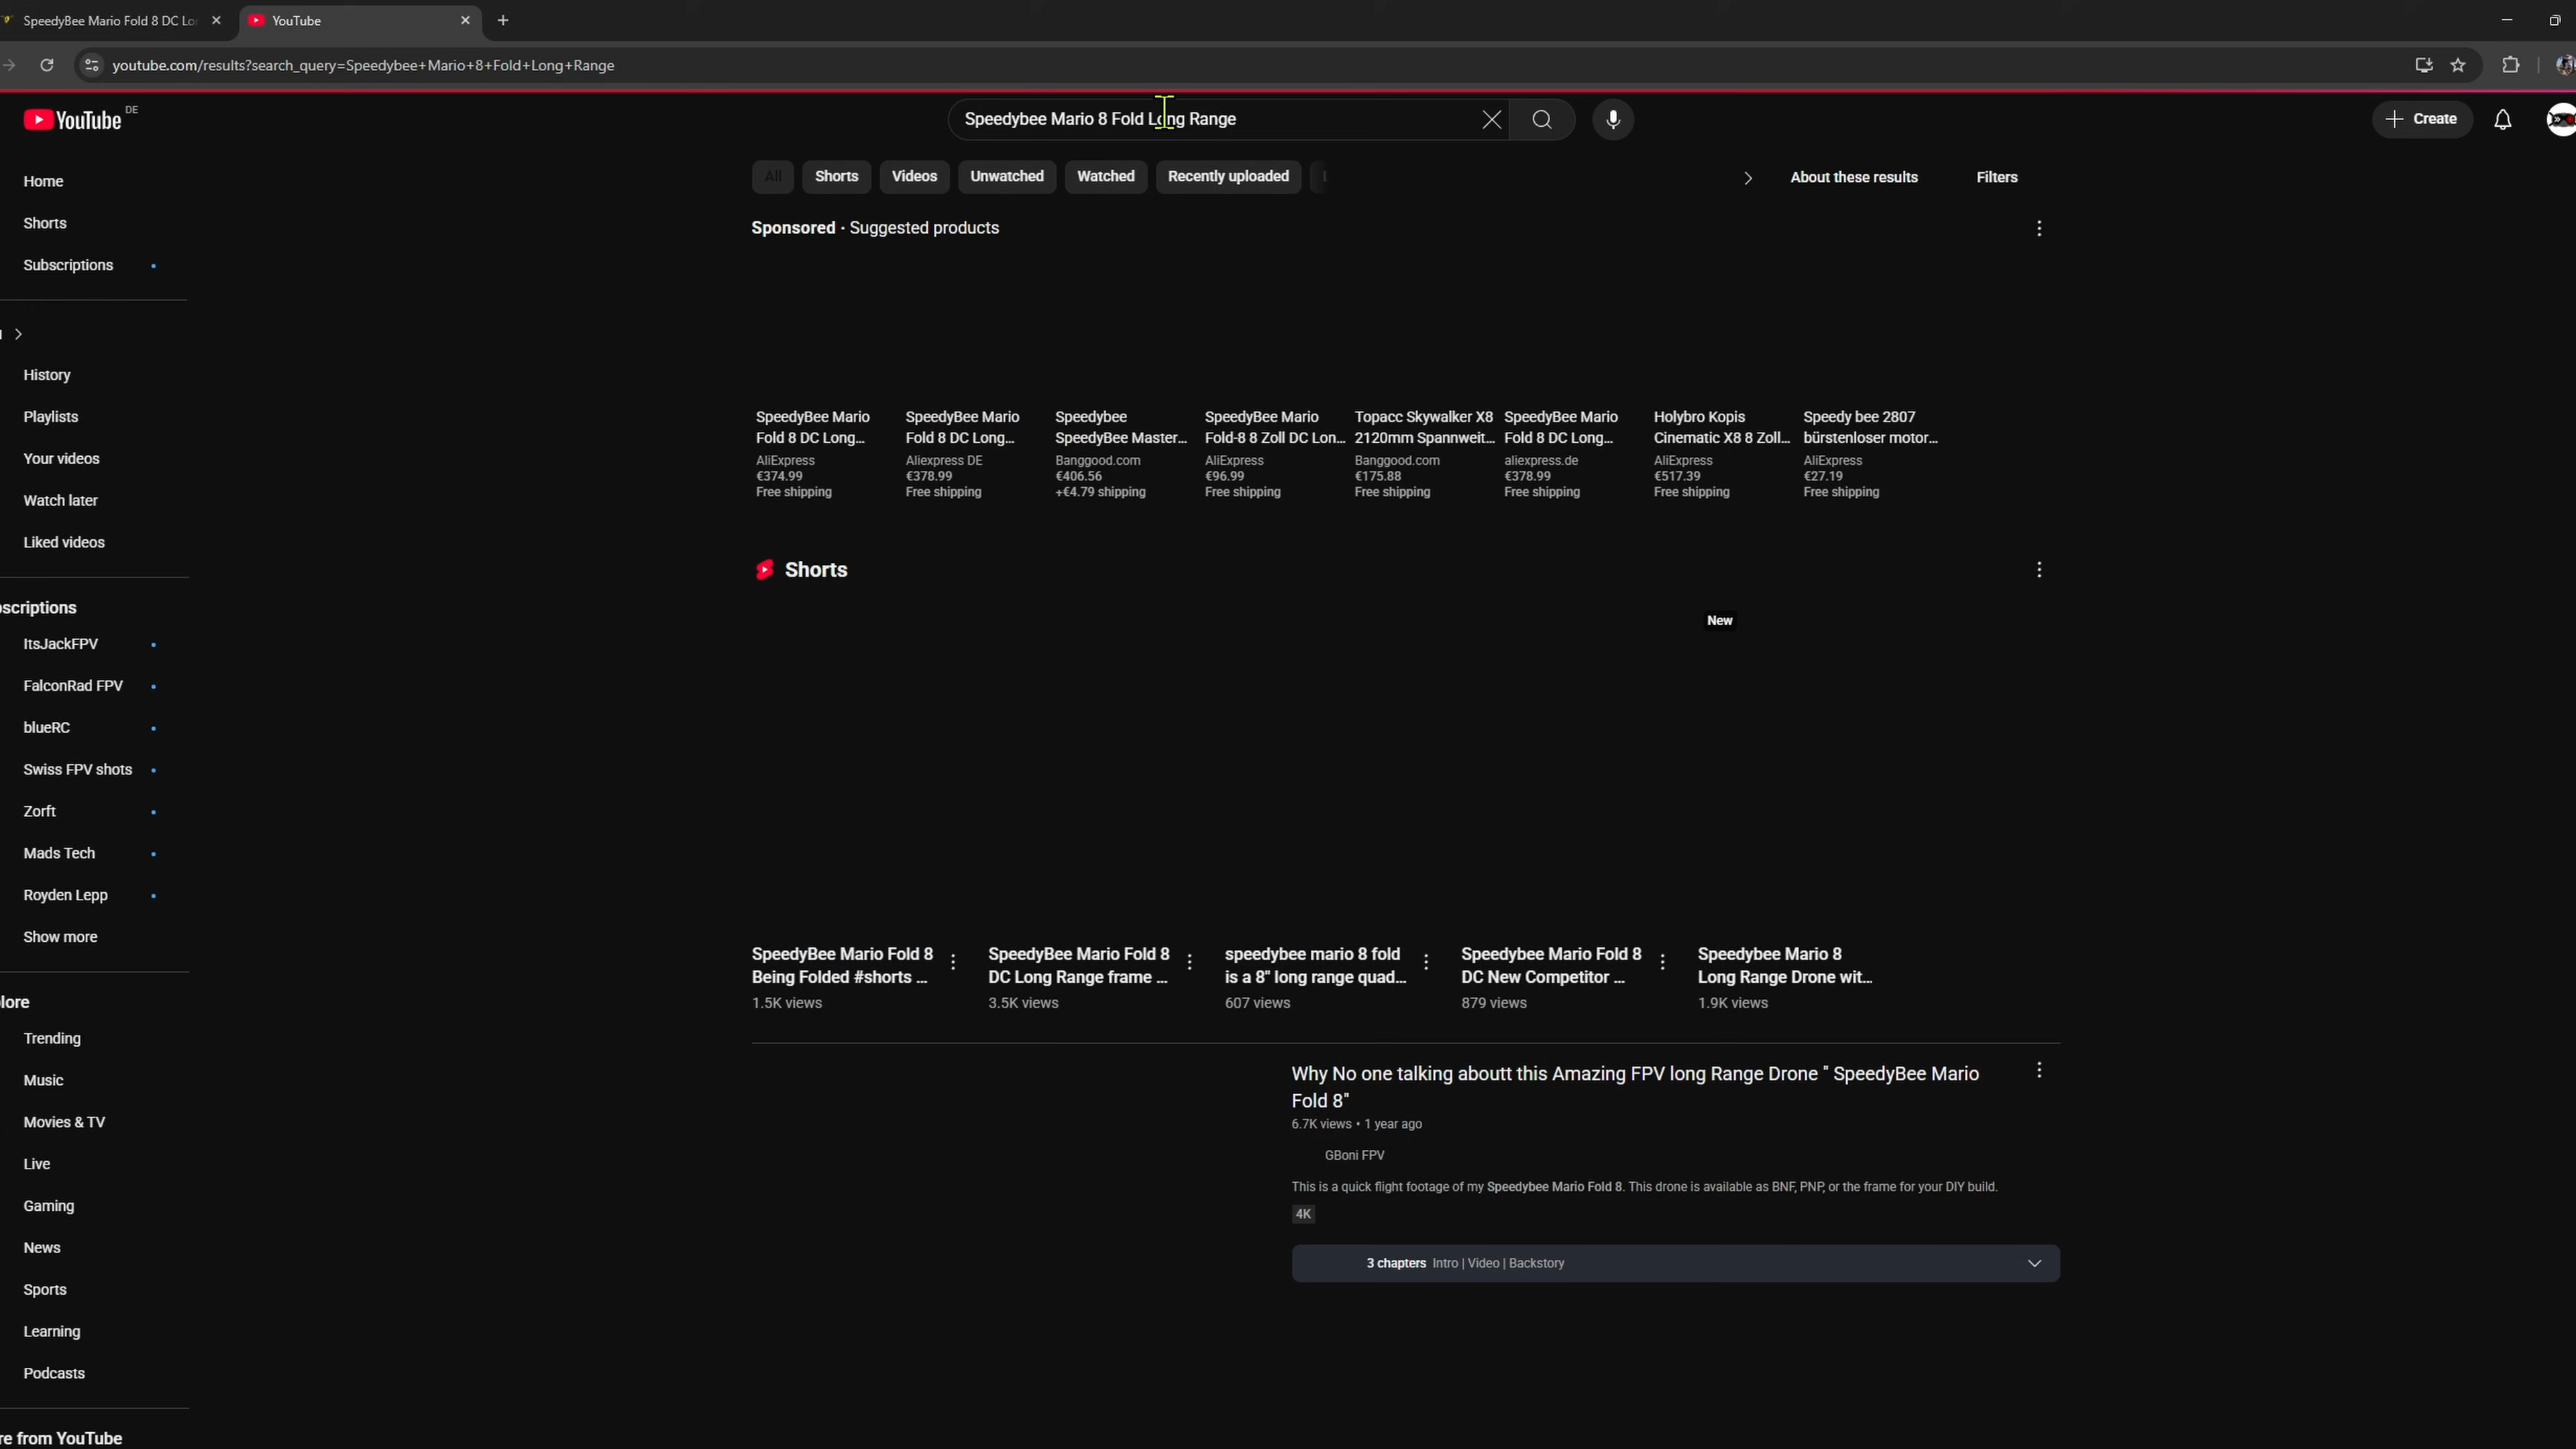 SpeedyBee Mario Fold 8 DC Lo
YouTube
youtube.com/results?search_query=Speedybee+Mario+8+Fold+Long+Range
YouTube DE
Speedybee Mario 8 Fold Long Range
Create
All
Shorts
Videos
Unwatched
Watched
Recently uploaded
About these results
Filters
Home
Shorts
Subscriptions
History
Playlists
Your videos
Watch later
Liked videos
scriptions
ItsJackFPV
FalconRad FPV
blueRC
Swiss FPV shots
Zorft
Mads Tech
Royden Lepp
Show more
lore
Trending
Music
Movies & TV
Live
Gaming
News
Sports
Learning
Podcasts
re from YouTube
Sponsored · Suggested products
SpeedyBee Mario
Fold 8 DC Long...
AliExpress
€374.99
Free shipping
SpeedyBee Mario
Fold 8 DC Long...
Aliexpress DE
€378.99
Free shipping
Speedybee
SpeedyBee Master...
Banggood.com
€406.56
+€4.79 shipping
SpeedyBee Mario
Fold-8 8 Zoll DC Lon...
AliExpress
€96.99
Free shipping
Topacc Skywalker X8
2120mm Spannweit...
Banggood.com
€175.88
Free shipping
SpeedyBee Mario
Fold 8 DC Long...
aliexpress.de
€378.99
Free shipping
Holybro Kopis
Cinematic X8 8 Zoll...
AliExpress
€517.39
Free shipping
Speedy bee 2807
bürstenloser motor...
AliExpress
€27.19
Free shipping
Shorts
New
SpeedyBee Mario Fold 8
Being Folded #shorts ...
1.5K views
SpeedyBee Mario Fold 8
DC Long Range frame ...
3.5K views
speedybee mario 8 fold
is a 8" long range quad...
607 views
Speedybee Mario Fold 8
DC New Competitor ...
879 views
Speedybee Mario 8
Long Range Drone wit...
1.9K views
Why No one talking aboutt this Amazing FPV long Range Drone " SpeedyBee Mario
Fold 8"
6.7K views • 1 year ago
GBoni FPV
This is a quick flight footage of my Speedybee Mario Fold 8. This drone is available as BNF, PNP, or the frame for your DIY build.
4K
3 chapters Intro | Video | Backstory